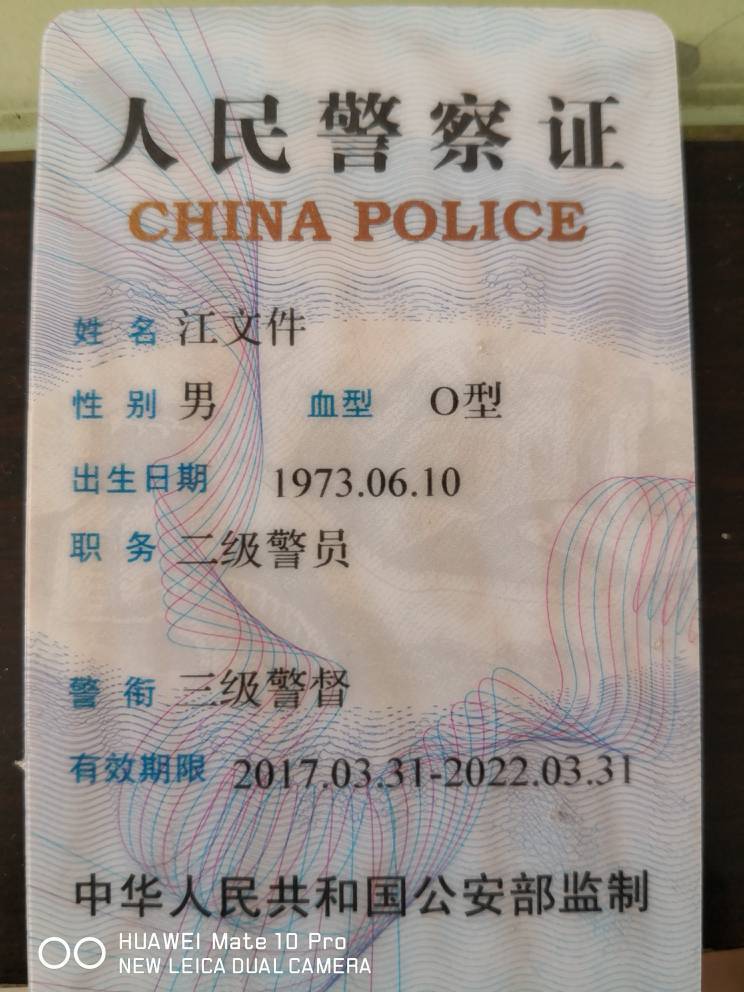 人民警察证
CHINA POLICE
姓 名 江文件
性 别 男 血型 O型
出生日期 1973.06.10
职 务 二级警员
警 衔 三级警督
有效期限 2017.03.31-2022.03.31
中华人民共和国公安部监制
HUAWEI Mate 10 Pro
NEW LEICA DUAL CAMERA